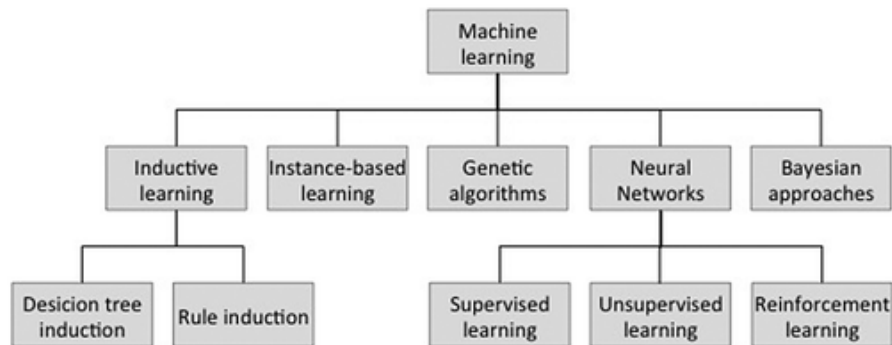 Machine
learning
Inductive
learning
Instance-based
learning
Genetic
algorithms
Neural
Networks
Bayesian
approaches
Desicion tree
induction
Rule induction
Supervised
learning
Unsupervised
learning
Reinforcement
learning